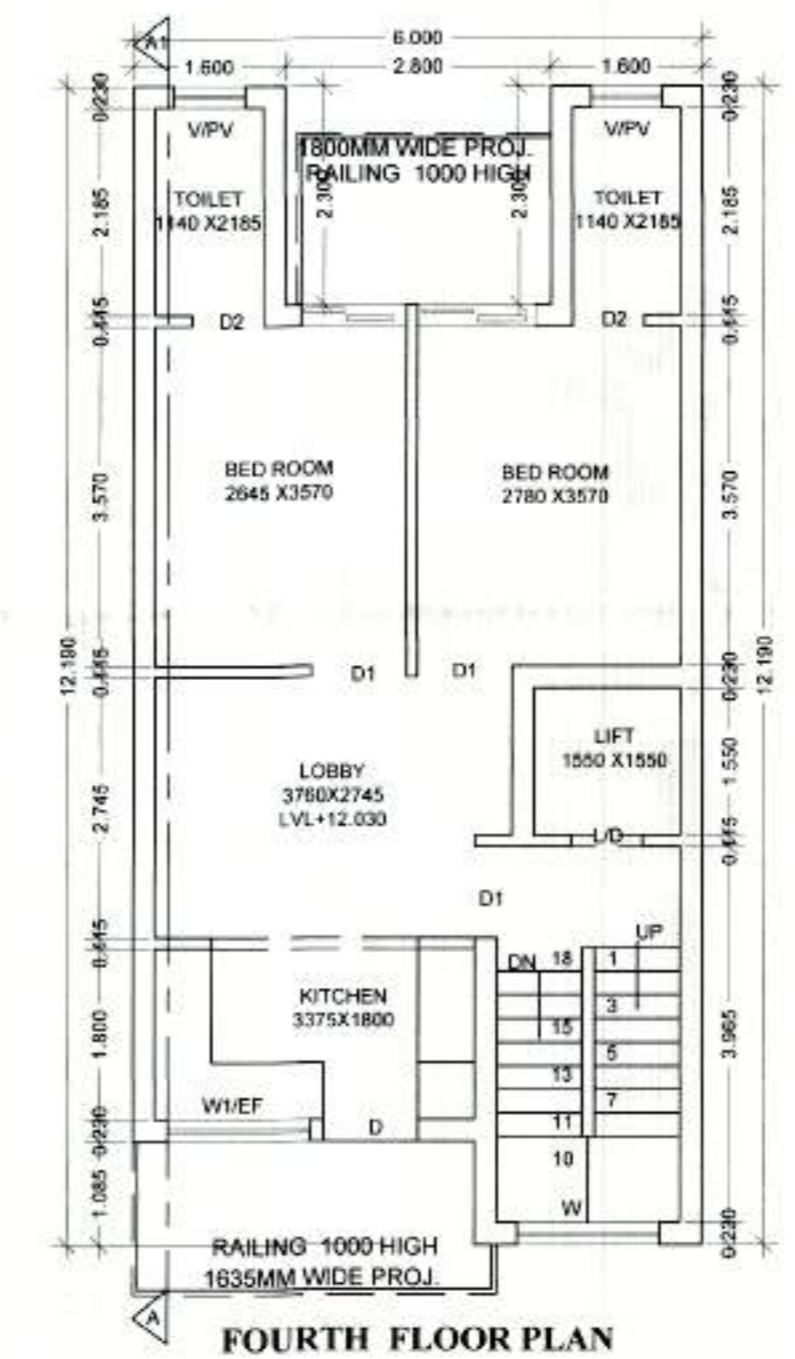 A1
6.000
1.600
2.800
1.600
0.230
0.230
V/PV
V/PV
1800MM WIDE PROJ.
RAILING 1000 HIGH
2.185
TOILET
1140 X2185
TOILET
1140 X2185
2.185
D2
D2
BED ROOM
2645 X3570
BED ROOM
2780 X3570
3.570
3.570
12.190
12.190
D1
D1
0.230
LIFT
1550 X1550
1.550
LOBBY
3760X2745
LVL+12.030
2.745
L/D
D1
UP
DN
18
1
KITCHEN
3375X1800
3
15
1.800
3.965
5
13
7
W1/EF
11
D
0.230
10
1.085
W
0.230
RAILING 1000 HIGH
1635MM WIDE PROJ.
A
FOURTH FLOOR PLAN